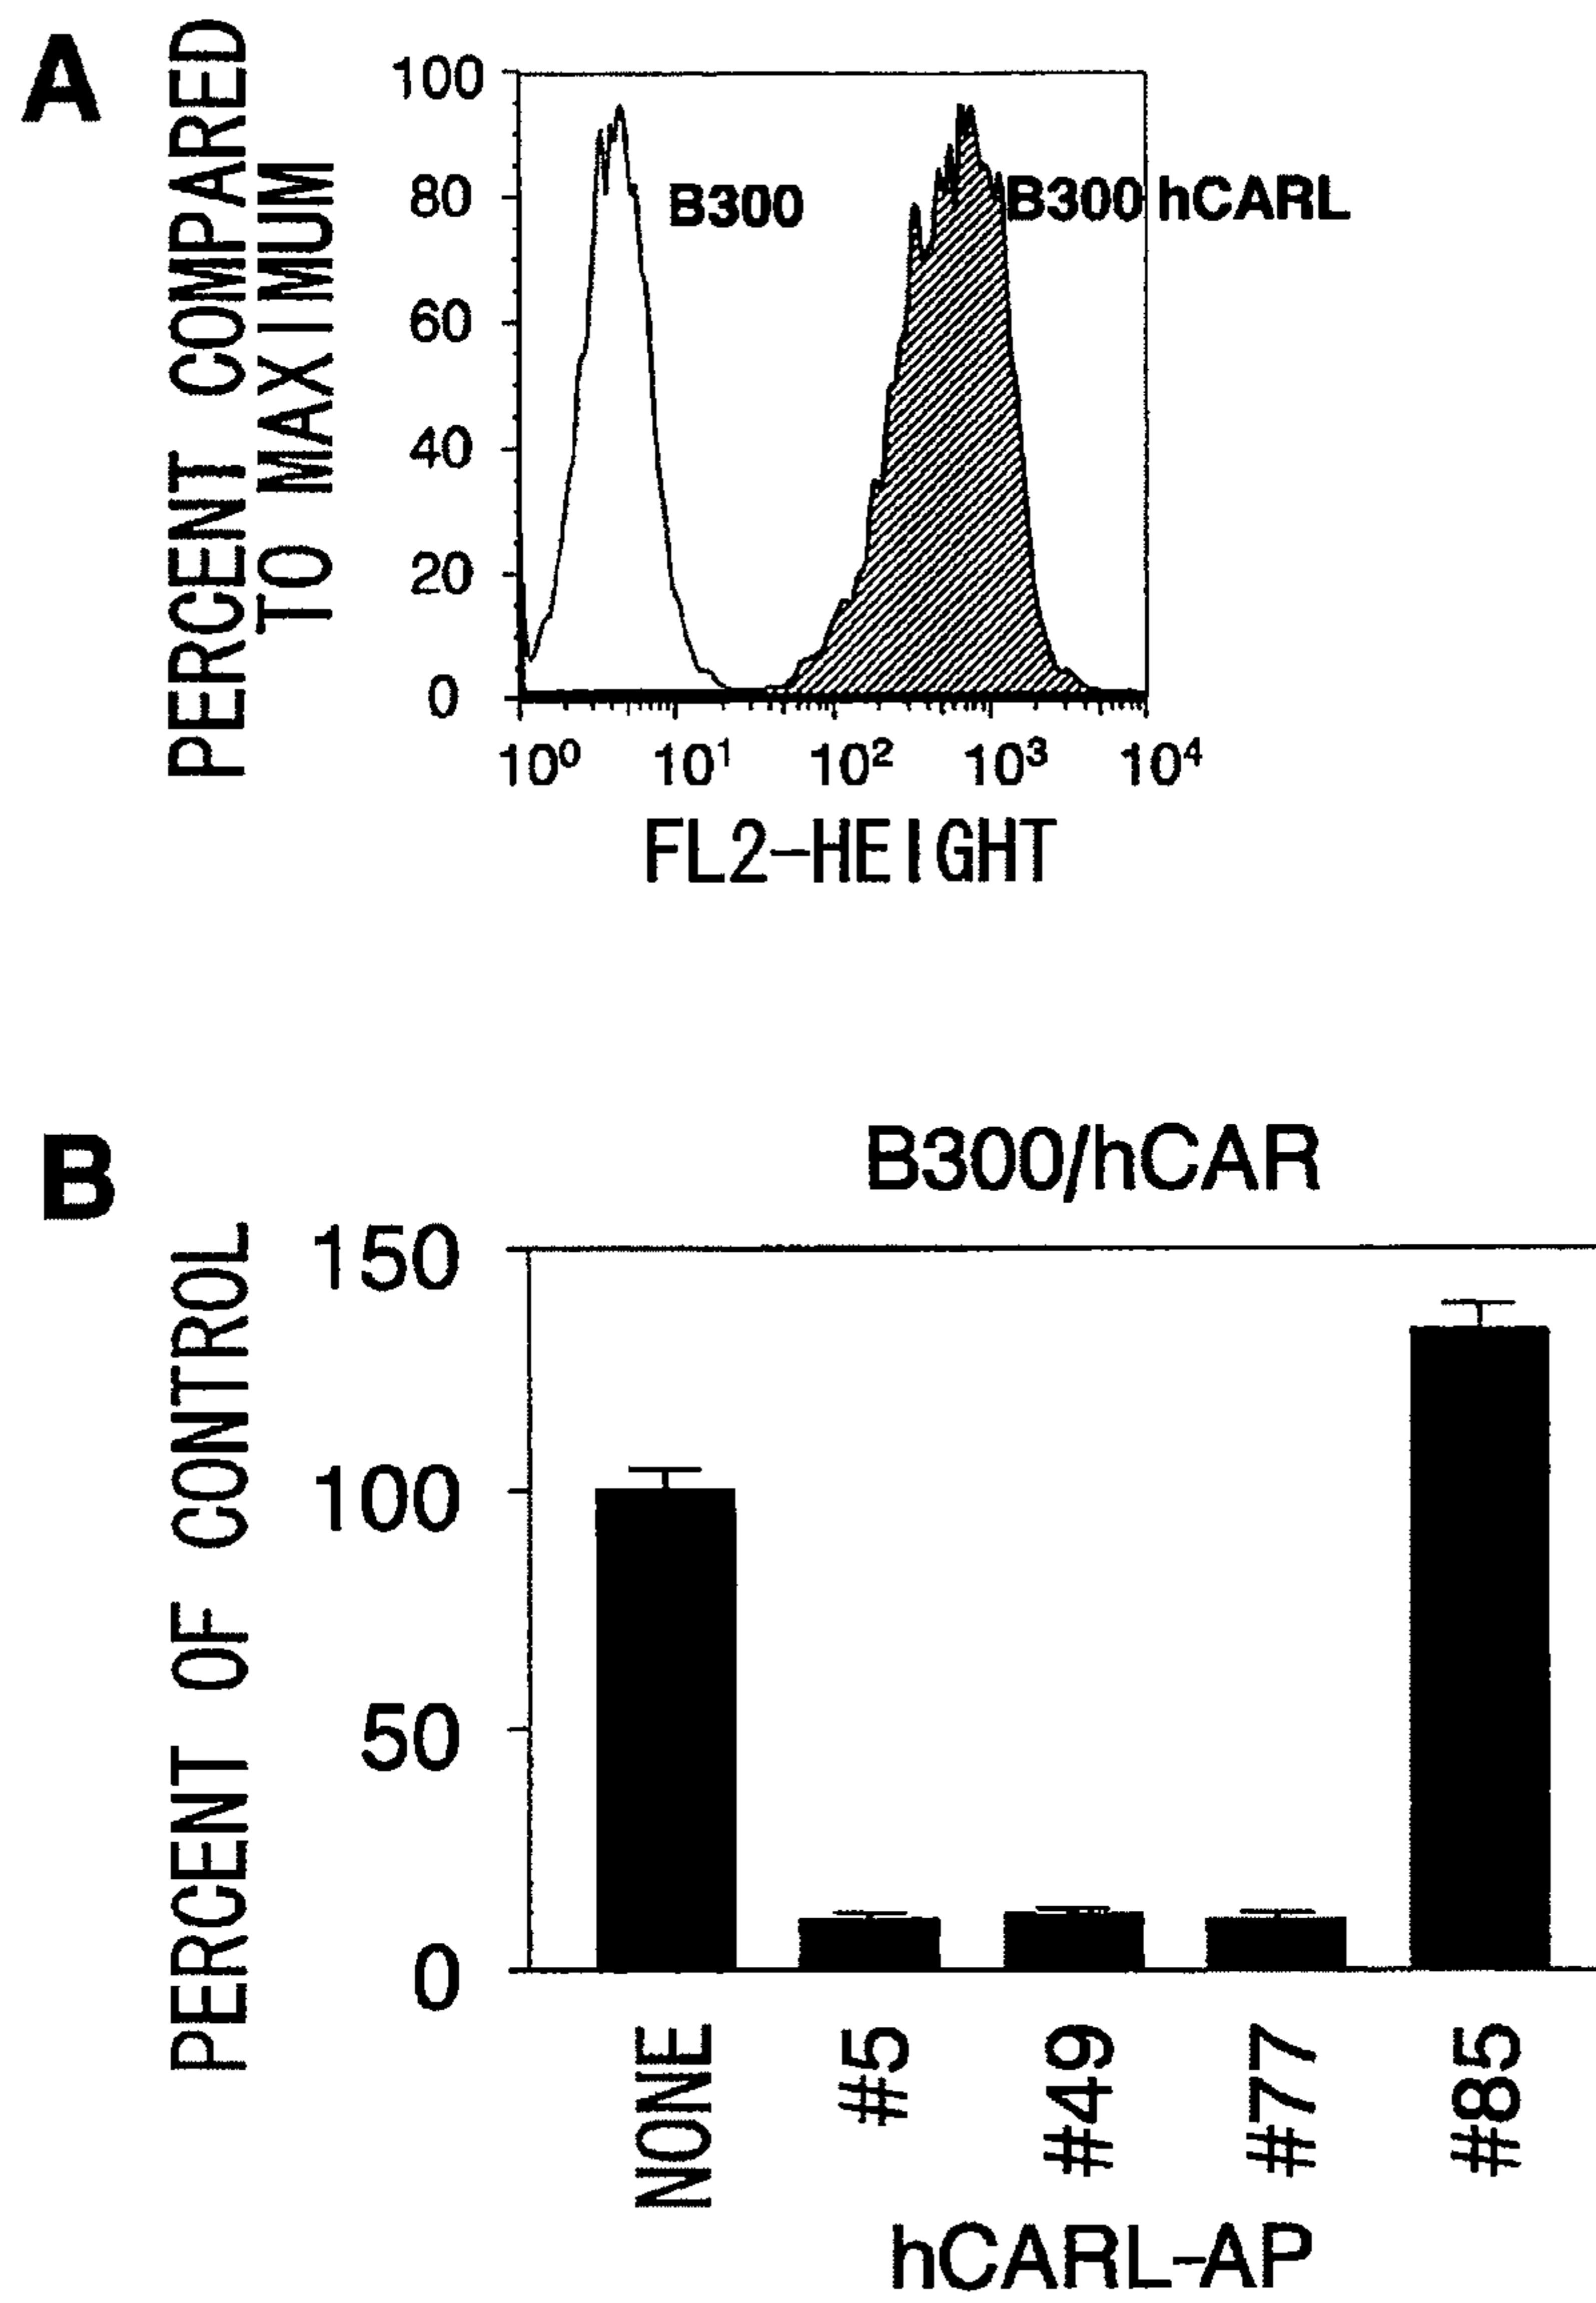 A
PERCENT COMPARED
TO MAXIMUM
100
80
60
40
20
0
B300
B300 hCARL
10⁰ 10¹ 10² 10³ 10⁴
FL2-HEIGHT
B
B300/hCAR
PERCENT OF CONTROL
150
100
50
0
NONE
#5
#49
#77
#85
hCARL-AP